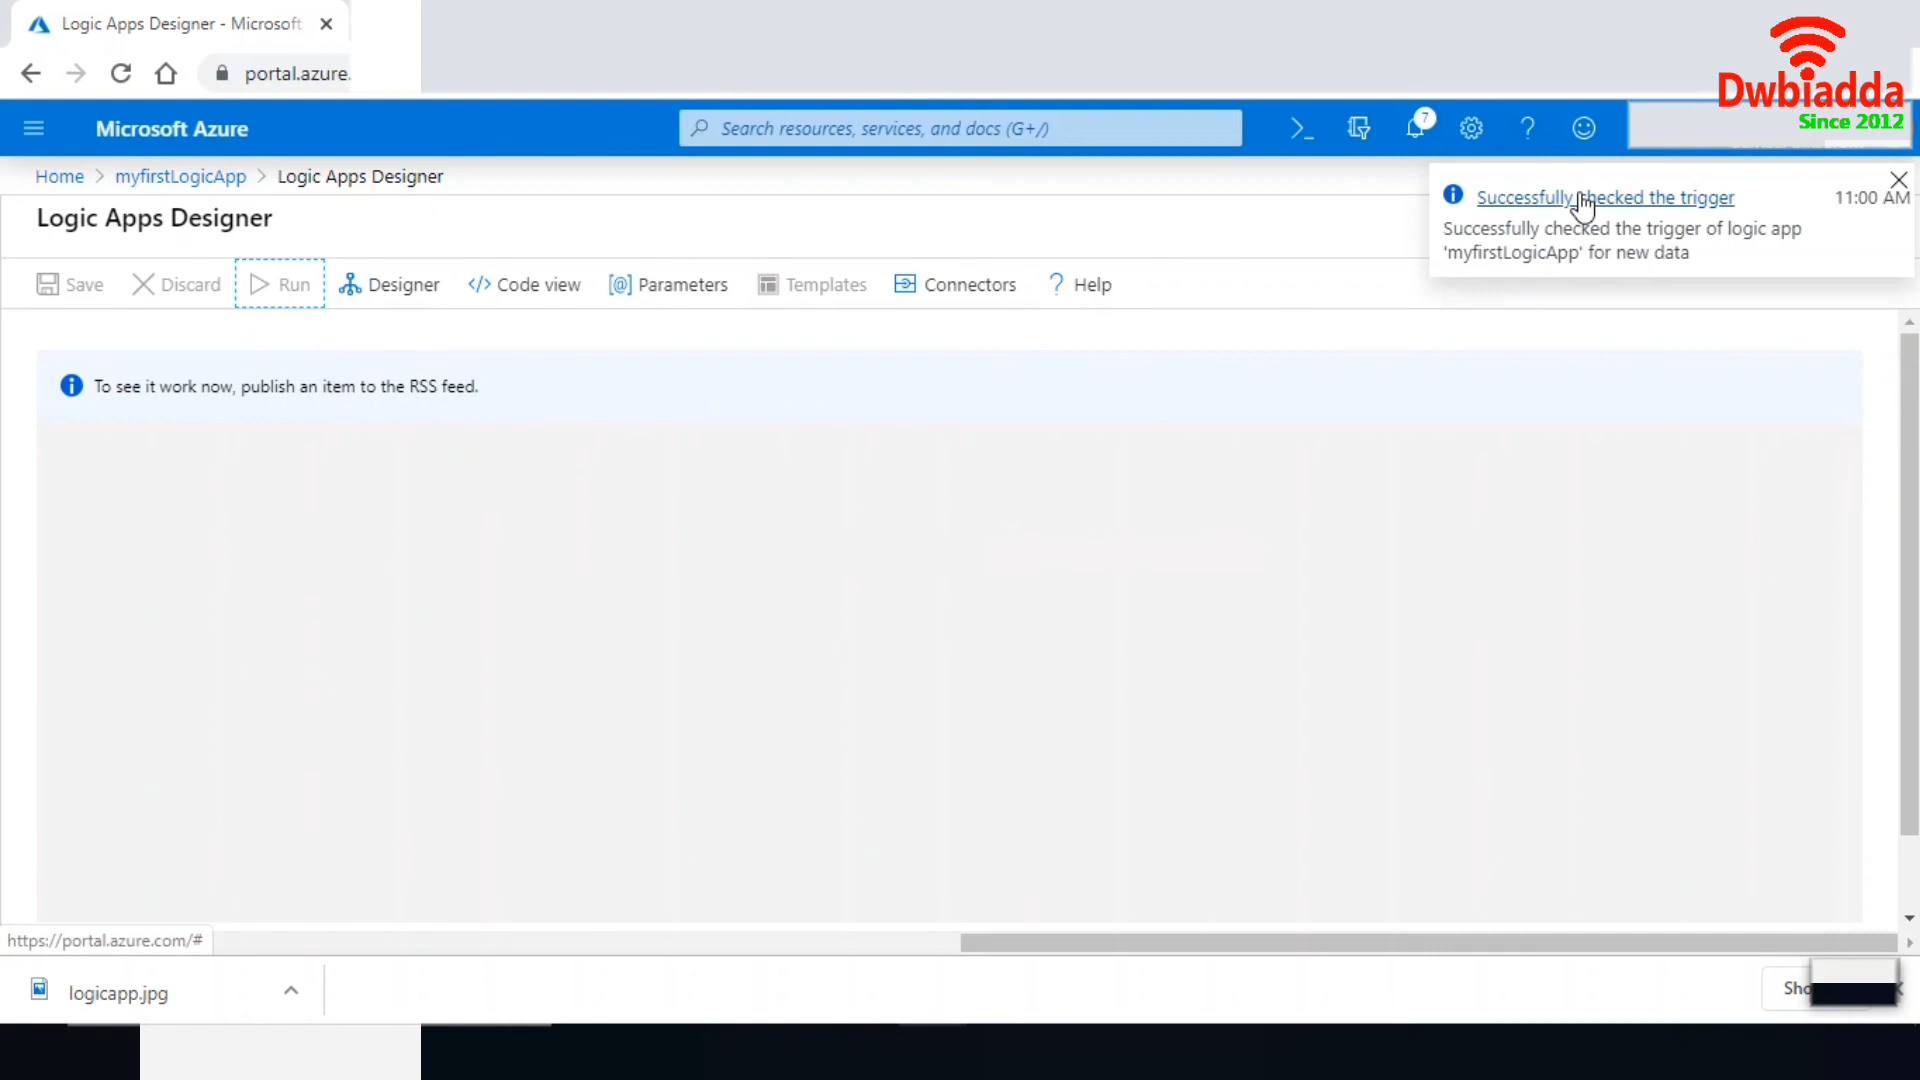 Logic Apps Designer - Microsoft
portal.azure.
Dwbiadda
Since 2012
Microsoft Azure
Search resources, services, and docs (G+/)
7
Home > myfirstLogicApp > Logic Apps Designer
Successfully checked the trigger
11:00 AM
Successfully checked the trigger of logic app
'myfirstLogicApp' for new data
Logic Apps Designer
Save
Discard
Run
Designer
</> Code view
[@] Parameters
Templates
Connectors
? Help
To see it work now, publish an item to the RSS feed.
https://portal.azure.com/#
logicapp.jpg